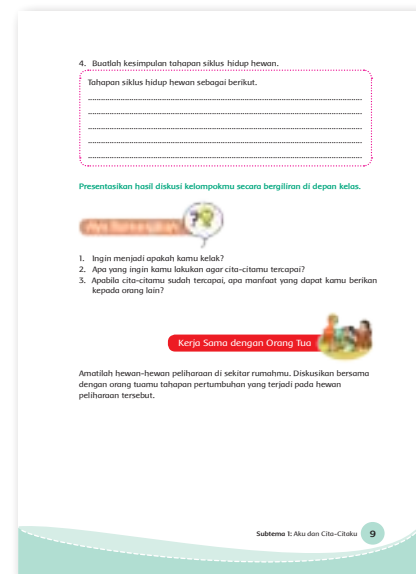 4. Buatlah kesimpulan tahapan siklus hidup hewan.
Tahapan siklus hidup hewan sebagai berikut.
Presentasikan hasil diskusi kelompokmu secara bergiliran di depan kelas.
Ayo Renungkan
1. Ingin menjadi apakah kamu kelak?
2. Apa yang ingin kamu lakukan agar cita-citamu tercapai?
3. Apabila cita-citamu sudah tercapai, apa manfaat yang dapat kamu berikan
kepada orang lain?
Kerja Sama dengan Orang Tua
Amatilah hewan-hewan peliharaan di sekitar rumahmu. Diskusikan bersama
dengan orang tuamu tahapan pertumbuhan yang terjadi pada hewan
peliharaan tersebut.
Subtema 1: Aku dan Cita-Citaku 9